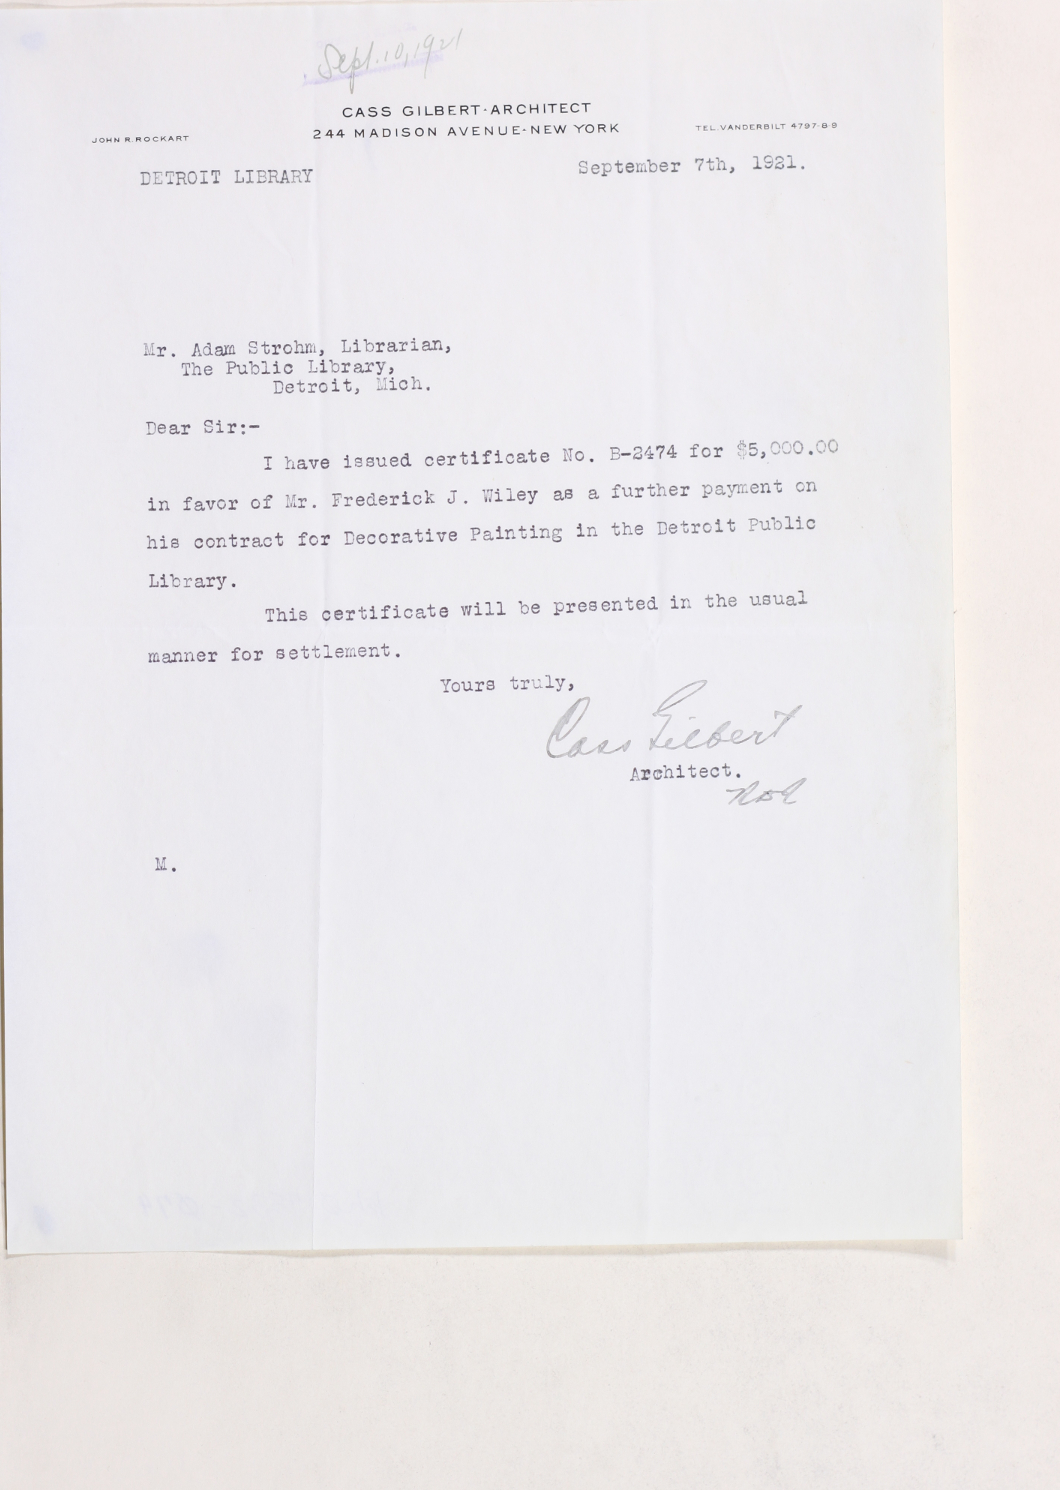 Sept. 10, 1921
CASS GILBERT-ARCHITECT
244 MADISON AVENUE-NEW YORK
JOHN R. ROCKART
TEL. VANDERBILT 4797-8-9
DETROIT LIBRARY
September 7th, 1921.
Mr. Adam Strohm, Librarian,
The Public Library,
Detroit, Mich.
Dear Sir:-
I have issued certificate No. B-2474 for $5,000.00
in favor of Mr. Frederick J. Wiley as a further payment on
his contract for Decorative Painting in the Detroit Public
Library.
This certificate will be presented in the usual
manner for settlement.
Yours truly,
Cass Gilbert
Architect.
M.